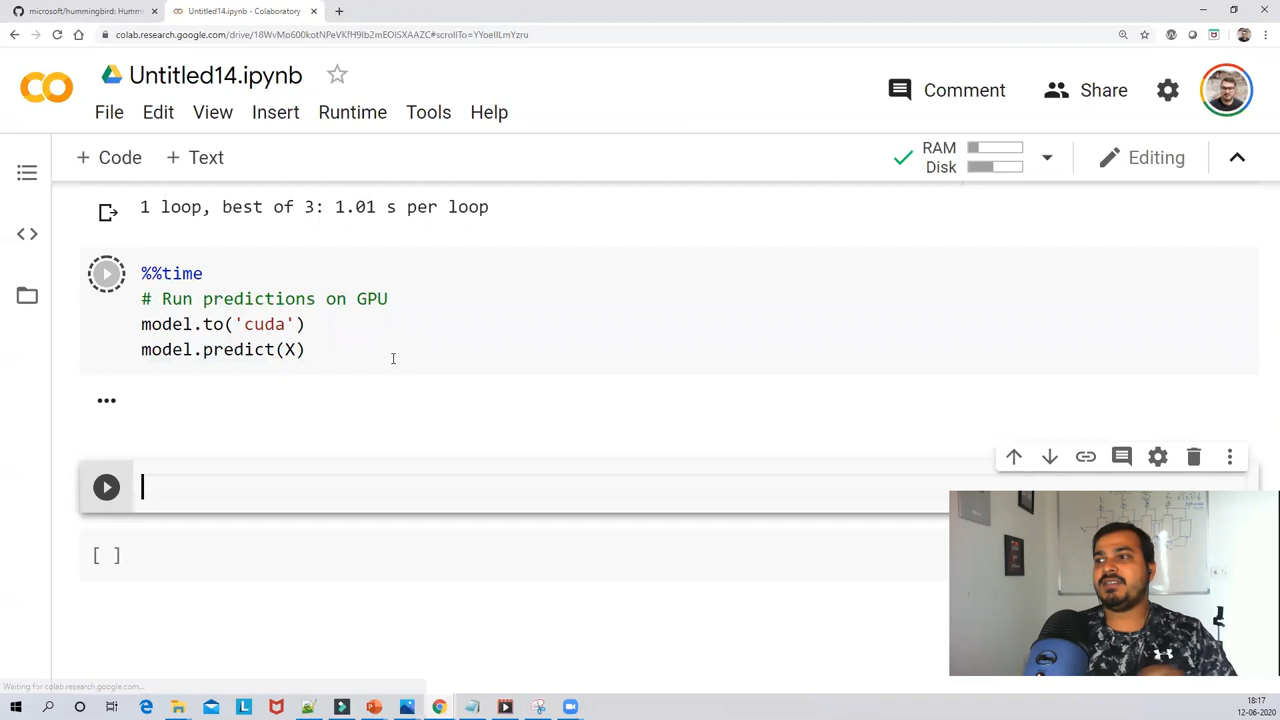 microsoft/hummingbird: Hummi
Untitled14.ipynb - Colaboratory
colab.research.google.com/drive/18WvMo600kotNPeVKfH9lb2mEOlSXAAZC#scrollTo=YYoelILmYzru
Untitled14.ipynb
File Edit View Insert Runtime Tools Help
Comment
Share
+ Code + Text
RAM
Disk
Editing
1 loop, best of 3: 1.01 s per loop
%%time
# Run predictions on GPU
model.to('cuda')
model.predict(X)
[ ]
Waiting for colab.research.google.com...
18:17
12-06-2020